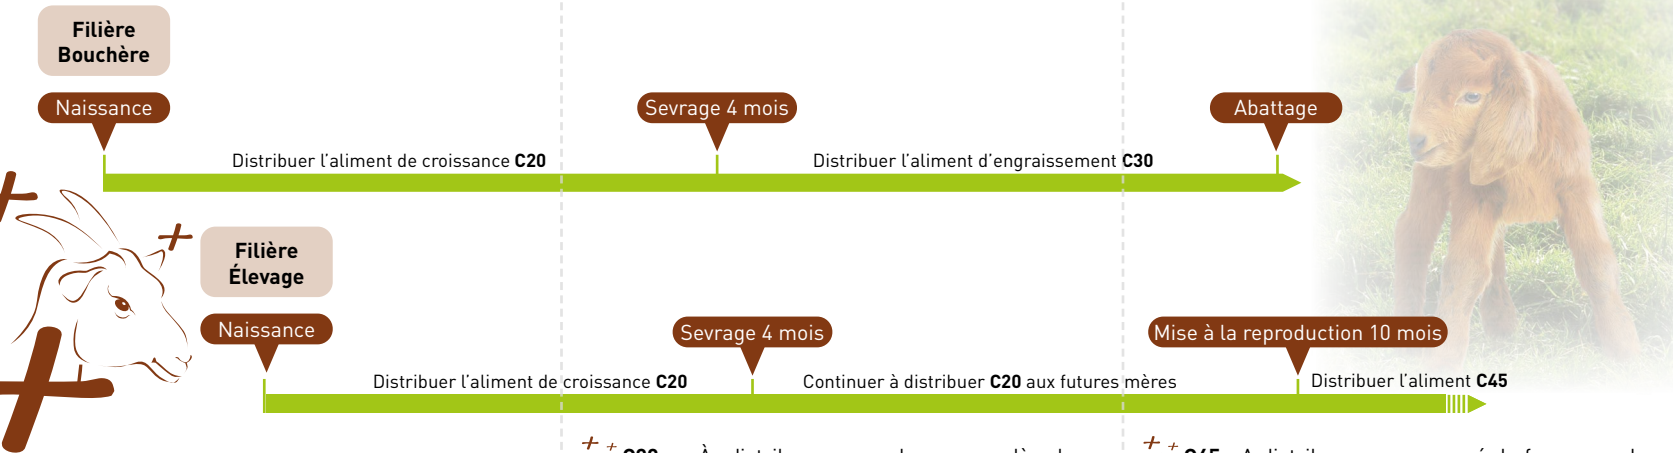 Filière
Bouchère
Naissance
Sevrage 4 mois
Abattage
Distribuer l'aliment de croissance C20
Distribuer l'aliment d'engraissement C30
Filière
Élevage
Naissance
Sevrage 4 mois
Mise à la reproduction 10 mois
Distribuer l'aliment de croissance C20
Continuer à distribuer C20 aux futures mères
Distribuer l'aliment C45